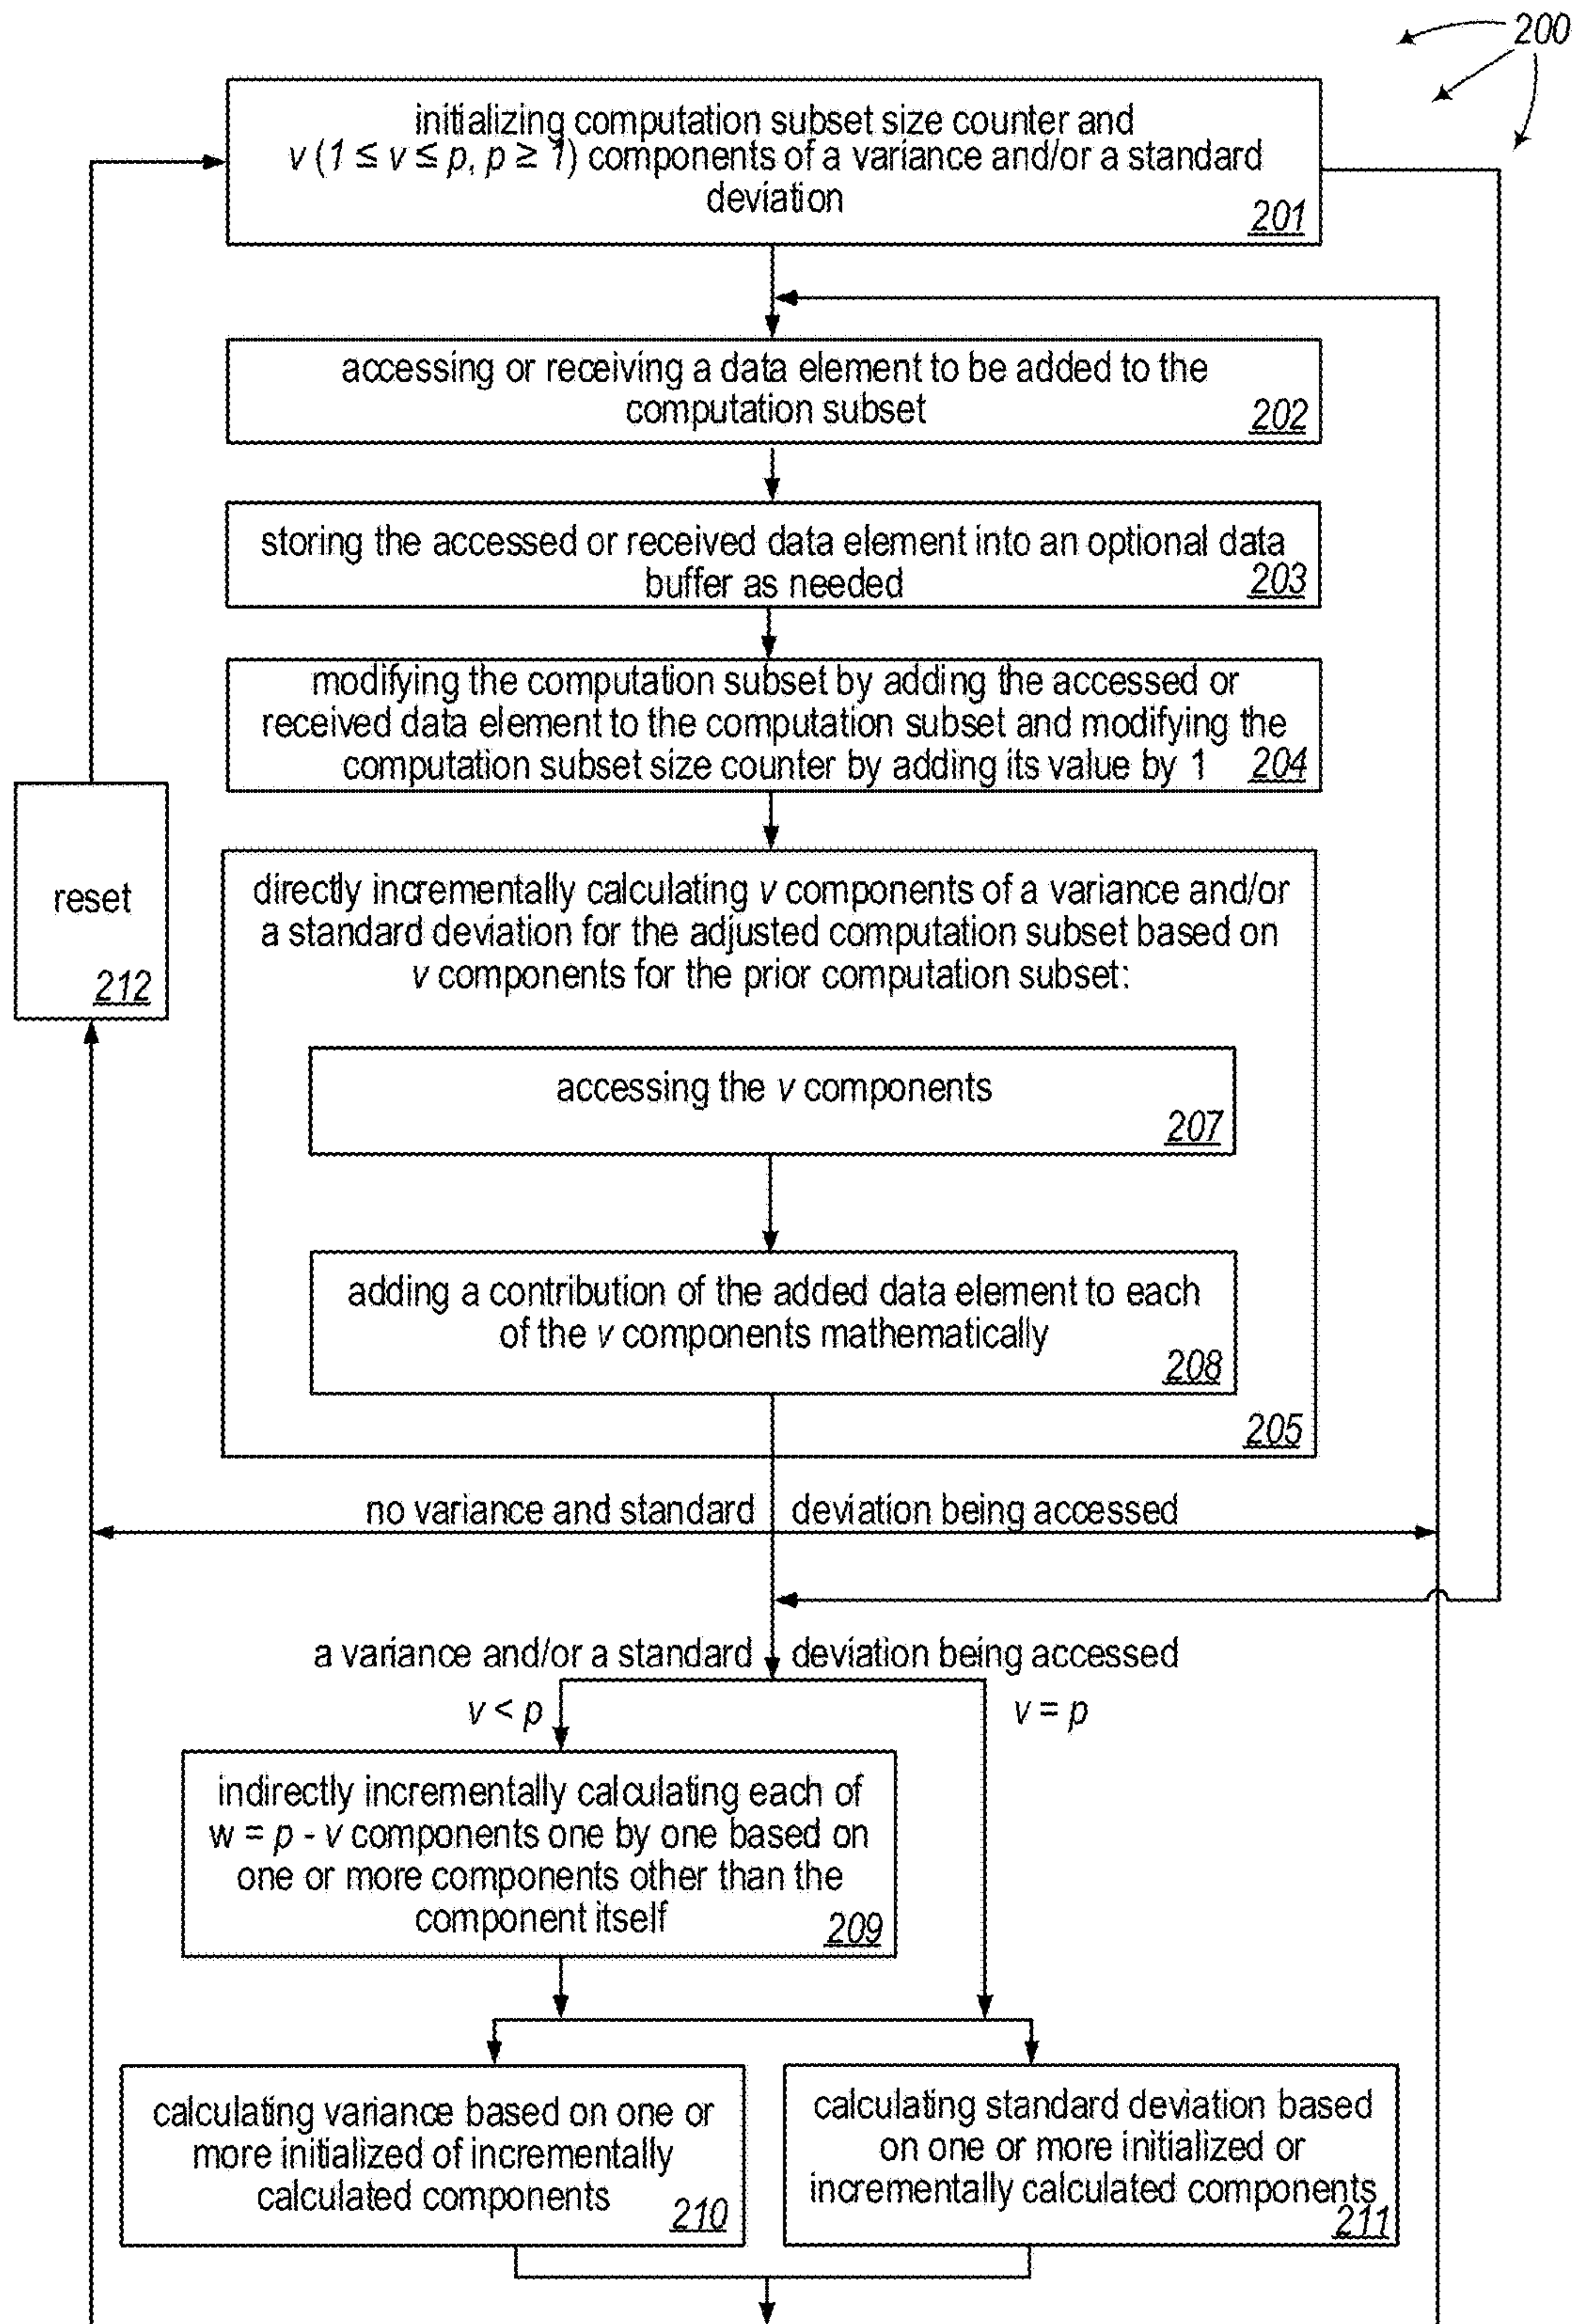 200
initializing computation subset size counter and
v (1 ≤ v ≤ p, p ≥ 1) components of a variance and/or a standard
deviation
201
accessing or receiving a data element to be added to the
computation subset
202
storing the accessed or received data element into an optional data
buffer as needed
203
modifying the computation subset by adding the accessed or
received data element to the computation subset and modifying the
computation subset size counter by adding its value by 1
204
reset
212
directly incrementally calculating v components of a variance and/or
a standard deviation for the adjusted computation subset based on
v components for the prior computation subset:
accessing the v components
207
adding a contribution of the added data element to each
of the v components mathematically
208
205
no variance and standard deviation being accessed
a variance and/or a standard deviation being accessed
v < p
v = p
indirectly incrementally calculating each of
w = p - v components one by one based on
one or more components other than the
component itself
209
calculating variance based on one or
more initialized of incrementally
calculated components
210
calculating standard deviation based
on one or more initialized or
incrementally calculated components
211